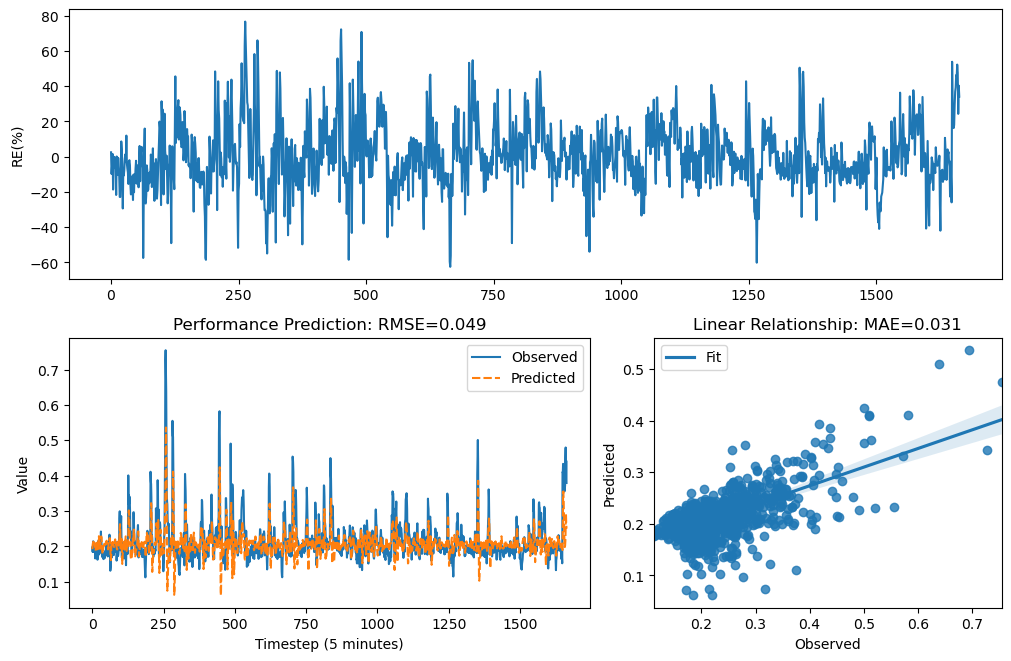 80
60
40
20
0
−20
−40
−60
RE(%)
0 250 500 750 1000 1250 1500
Performance Prediction: RMSE=0.049
0.7
0.6
0.5
0.4
0.3
0.2
0.1
Value
Observed
Predicted
0 250 500 750 1000 1250 1500
Timestep (5 minutes)
Linear Relationship: MAE=0.031
0.5
0.4
0.3
0.2
0.1
Predicted
Fit
0.2 0.3 0.4 0.5 0.6 0.7
Observed